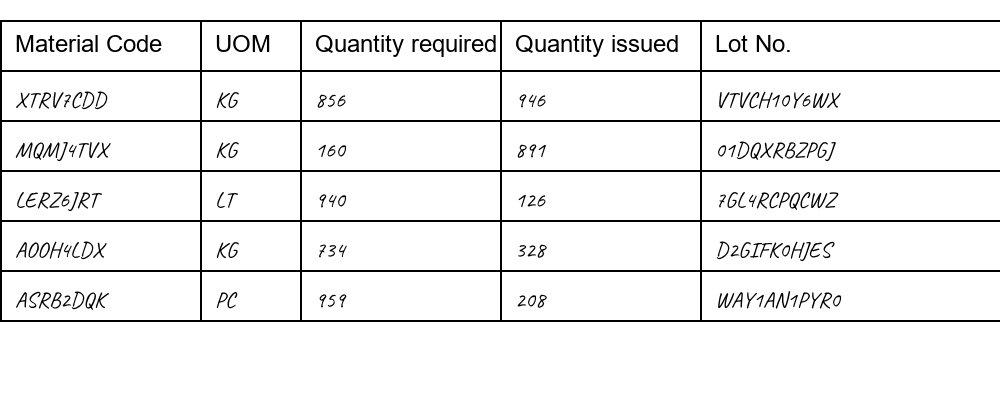 Material Code UOM Quantity required Quantity issued Lot No.
XTRV7CDD KG 856 946 VTVCH10Y6WX
MQMJ4TVX KG 160 891 01DQXRBZPGJ
LERZ6JRT LT 940 126 7GL4RCPQCWZ
AOOH4LDX KG 734 328 D2GIFK0HJES
ASRB2DQK PC 959 208 WAY1AN1PYR0